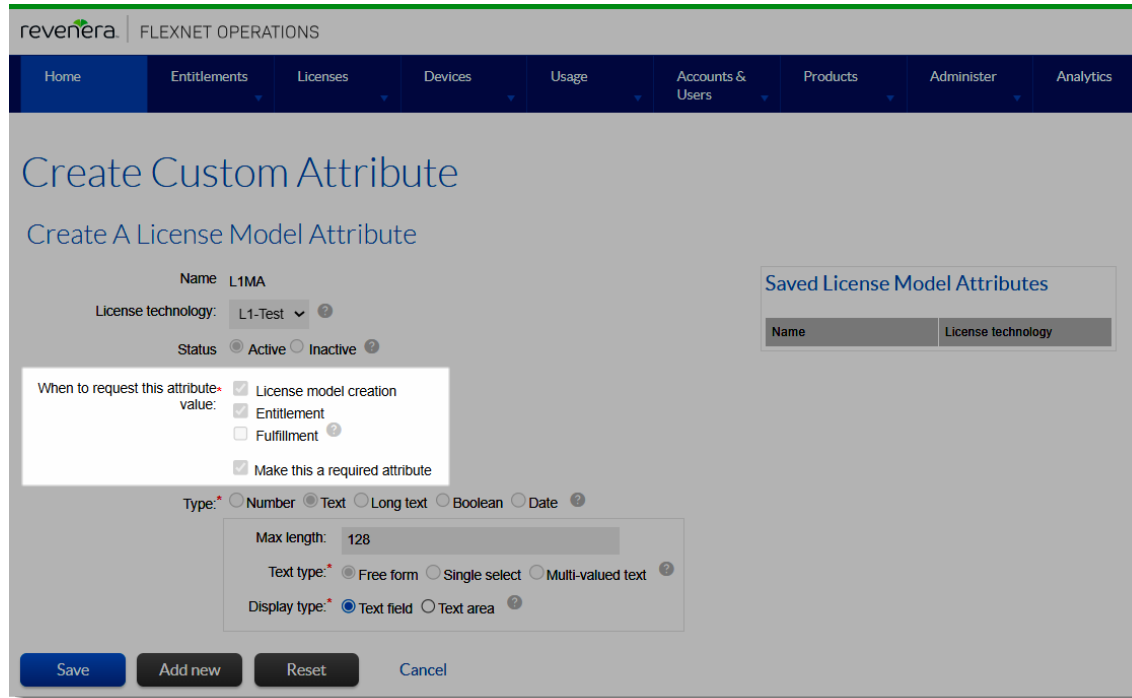 revenera. FLEXNET OPERATIONS
Home Entitlements Licenses Devices Usage Accounts & Users Products Administer Analytics
Create Custom Attribute
Create A License Model Attribute
Name L1MA
License technology: L1-Test ?
Status Active Inactive ?
When to request this attribute* value:
License model creation
Entitlement
Fulfillment ?
Make this a required attribute
Type:* Number Text Long text Boolean Date ?
Max length: 128
Text type:* Free form Single select Multi-valued text ?
Display type:* Text field Text area ?
Saved License Model Attributes
Name License technology
Save Add new Reset Cancel